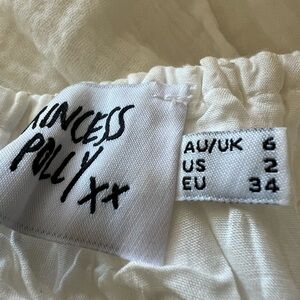 PRINCESS
POLLY
xx
AU/UK 6
US 2
EU 34